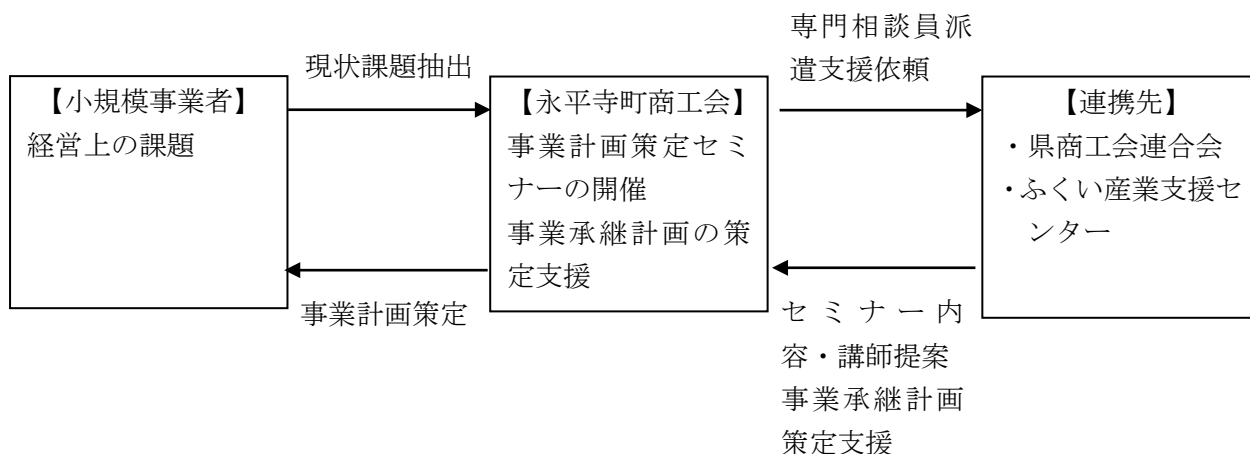 現状課題抽出
専門相談員派
遣支援依頼
【小規模事業者】
経営上の課題
【永平寺町商工会】
事業計画策定セミ
ナーの開催
事業承継計画の策
定支援
【連携先】
・県商工会連合会
・ふくい産業支援セ
ンター
事業計画策定
セミナー内
容・講師提案
事業承継計画
策定支援